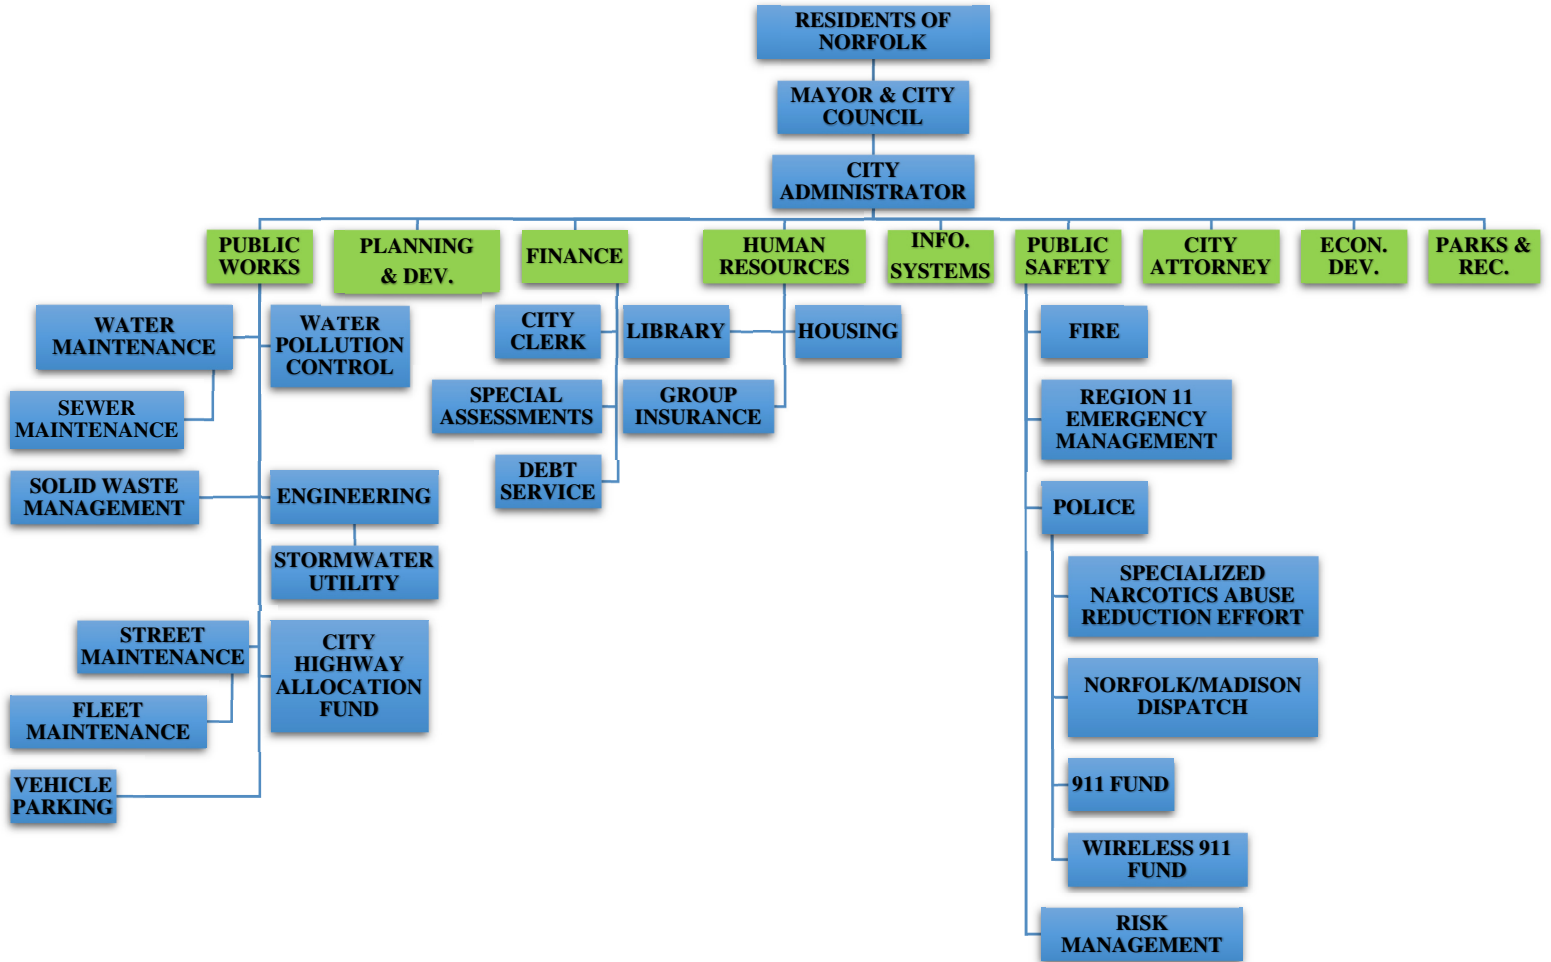 RESIDENTS OF
NORFOLK
MAYOR & CITY
COUNCIL
CITY
ADMINISTRATOR
PUBLIC
WORKS
PLANNING
& DEV.
FINANCE
HUMAN
RESOURCES
INFO.
SYSTEMS
PUBLIC
SAFETY
CITY
ATTORNEY
ECON.
DEV.
PARKS &
REC.
WATER
MAINTENANCE
WATER
POLLUTION
CONTROL
SEWER
MAINTENANCE
SOLID WASTE
MANAGEMENT
ENGINEERING
STORMWATER
UTILITY
STREET
MAINTENANCE
CITY
HIGHWAY
ALLOCATION
FUND
FLEET
MAINTENANCE
VEHICLE
PARKING
CITY
CLERK
SPECIAL
ASSESSMENTS
DEBT
SERVICE
LIBRARY
HOUSING
GROUP
INSURANCE
FIRE
REGION 11
EMERGENCY
MANAGEMENT
POLICE
SPECIALIZED
NARCOTICS ABUSE
REDUCTION EFFORT
NORFOLK/MADISON
DISPATCH
911 FUND
WIRELESS 911
FUND
RISK
MANAGEMENT